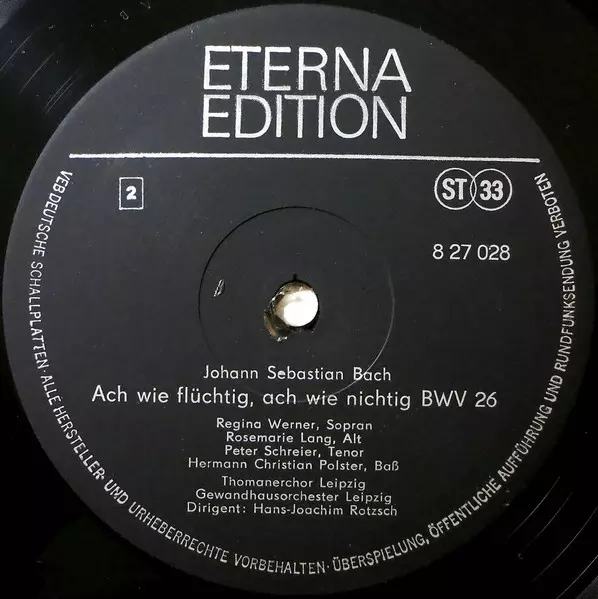 ETERNA
EDITION
2
ST 33
8 27 028
Johann Sebastian Bach
Ach wie flüchtig, ach wie nichtig BWV 26
Regina Werner, Sopran
Rosemarie Lang, Alt
Peter Schreier, Tenor
Hermann Christian Polster, Baß
Thomanerchor Leipzig
Gewandhausorchester Leipzig
Dirigent: Hans-Joachim Rotzsch
VEB DEUTSCHE SCHALLPLATTEN · ALLE HERSTELLER- UND URHEBERRECHTE VORBEHALTEN · ÜBERSPIELUNG, ÖFFENTLICHE AUFFÜHRUNG UND RUNDFUNKSENDUNG VERBOTEN